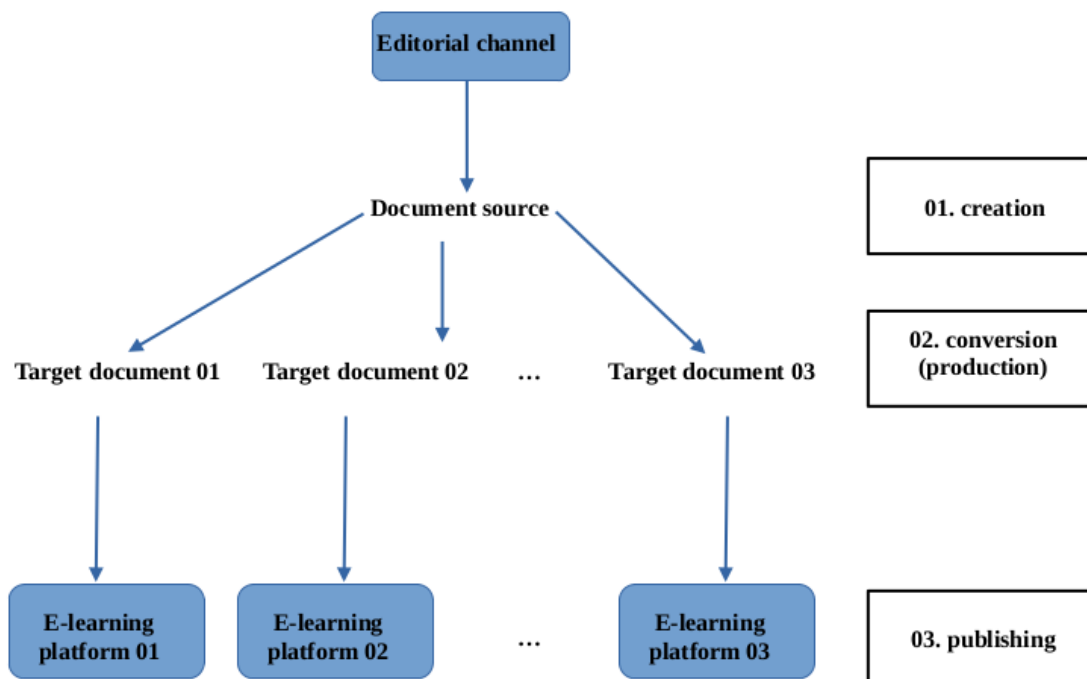 Editorial channel
Document source
01. creation
Target document 01
Target document 02
...
Target document 03
02. conversion
(production)
E-learning
platform 01
E-learning
platform 02
...
E-learning
platform 03
03. publishing